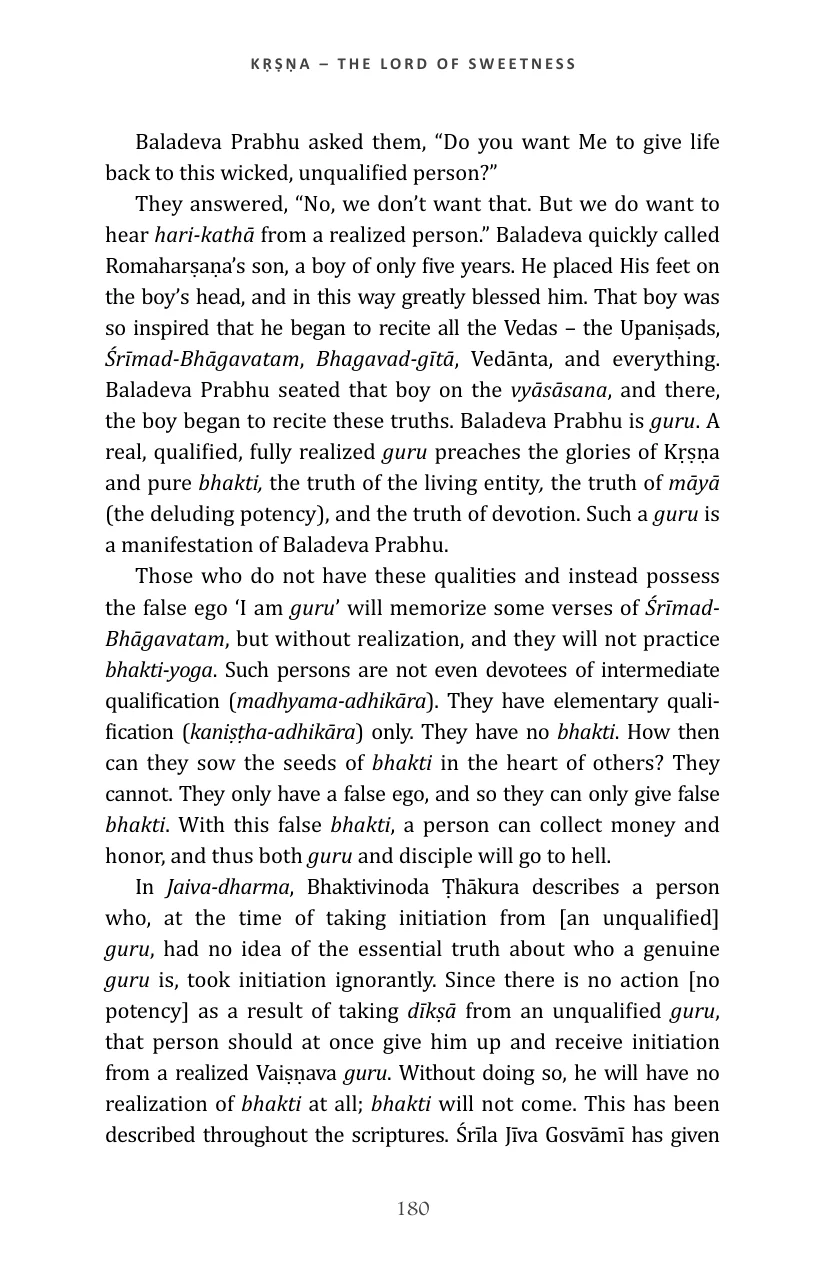 KṚṢṆA – THE LORD OF SWEETNESS
Baladeva Prabhu asked them, “Do you want Me to give life
back to this wicked, unqualified person?”
They answered, “No, we don’t want that. But we do want to
hear hari-kathā from a realized person.” Baladeva quickly called
Romaharṣaṇa’s son, a boy of only five years. He placed His feet on
the boy’s head, and in this way greatly blessed him. That boy was
so inspired that he began to recite all the Vedas – the Upaniṣads,
Śrīmad-Bhāgavatam, Bhagavad-gītā, Vedānta, and everything.
Baladeva Prabhu seated that boy on the vyāsāsana, and there,
the boy began to recite these truths. Baladeva Prabhu is guru. A
real, qualified, fully realized guru preaches the glories of Kṛṣṇa
and pure bhakti, the truth of the living entity, the truth of māyā
(the deluding potency), and the truth of devotion. Such a guru is
a manifestation of Baladeva Prabhu.
Those who do not have these qualities and instead possess
the false ego ‘I am guru’ will memorize some verses of Śrīmad-
Bhāgavatam, but without realization, and they will not practice
bhakti-yoga. Such persons are not even devotees of intermediate
qualification (madhyama-adhikāra). They have elementary quali-
fication (kaniṣṭha-adhikāra) only. They have no bhakti. How then
can they sow the seeds of bhakti in the heart of others? They
cannot. They only have a false ego, and so they can only give false
bhakti. With this false bhakti, a person can collect money and
honor, and thus both guru and disciple will go to hell.
In Jaiva-dharma, Bhaktivinoda Ṭhākura describes a person
who, at the time of taking initiation from [an unqualified]
guru, had no idea of the essential truth about who a genuine
guru is, took initiation ignorantly. Since there is no action [no
potency] as a result of taking dīkṣā from an unqualified guru,
that person should at once give him up and receive initiation
from a realized Vaiṣṇava guru. Without doing so, he will have no
realization of bhakti at all; bhakti will not come. This has been
described throughout the scriptures. Śrīla Jīva Gosvāmī has given
180